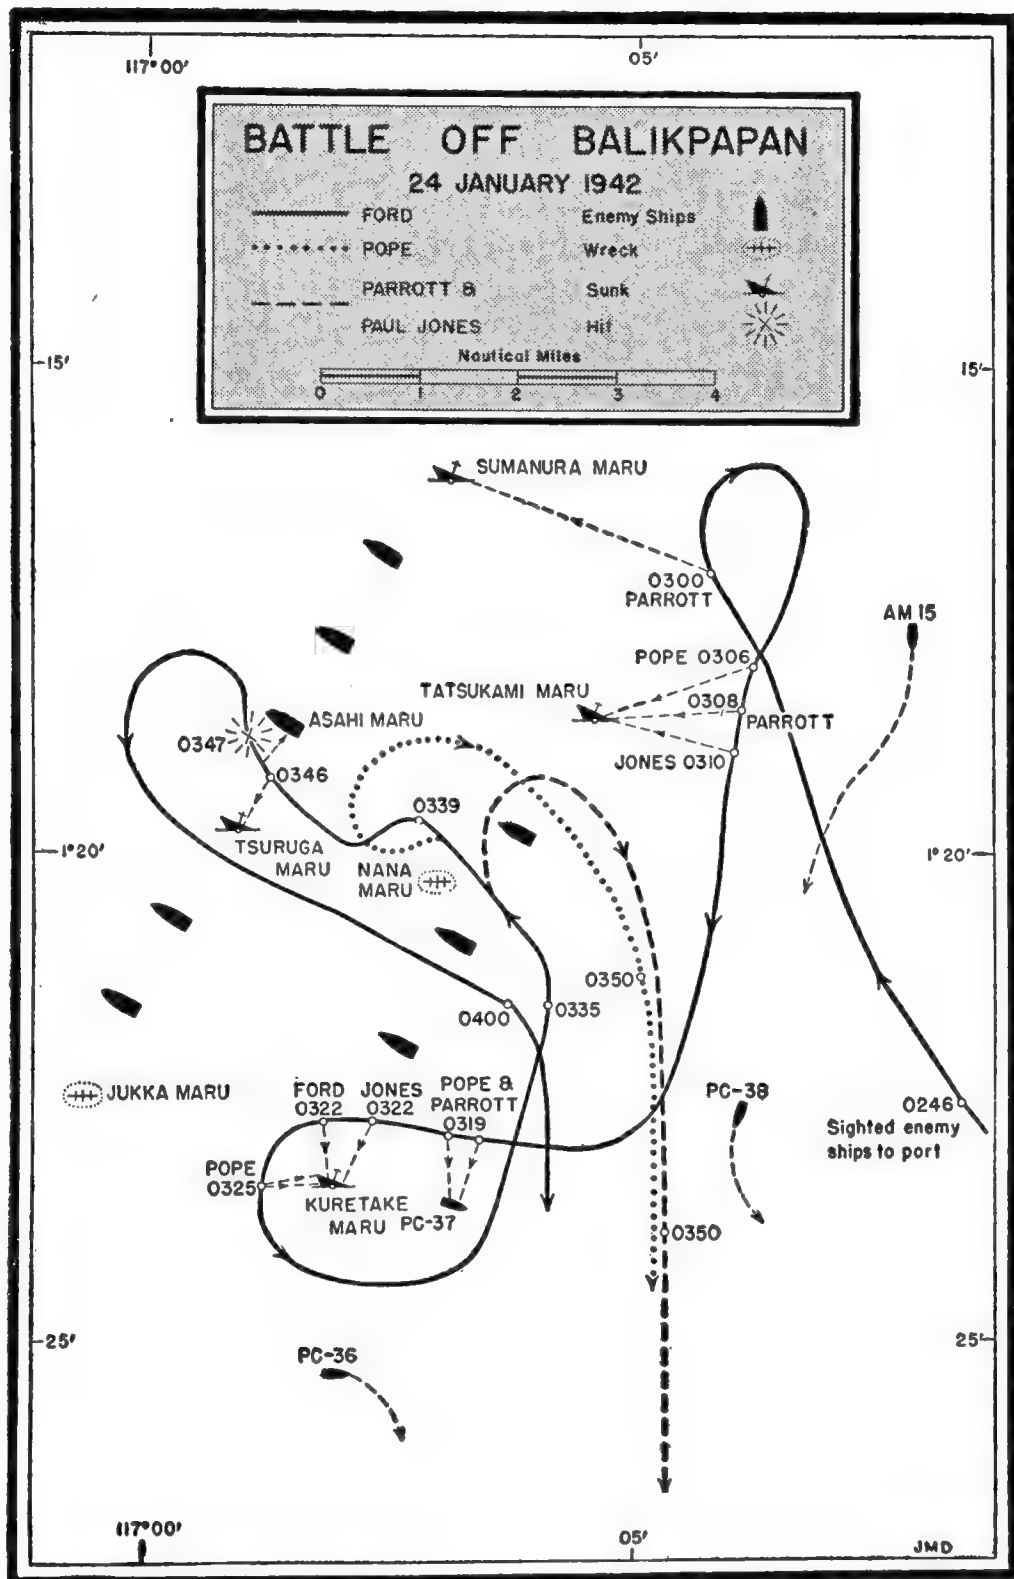 117°00'
05'
BATTLE OFF BALIKPAPAN
24 JANUARY 1942
FORD
Enemy Ships
POPE
Wreck
PARROTT &
PAUL JONES
Sunk
Hit
Nautical Miles
0 1 2 3 4
15'
15'
SUMANURA MARU
0300
PARROTT
AM 15
POPE 0306
TATSUKAMI MARU
0308
PARROTT
ASAHI MARU
0347
JONES 0310
0346
0339
TSURUGA
MARU
NANA
MARU
1°20'
1°20'
0350
0400
0335
JUKKA MARU
FORD
0322
JONES
0322
POPE &
PARROTT
0319
PC-38
0246
Sighted enemy
ships to port
POPE
0325
KURETAKE
MARU
PC-37
0350
25'
25'
PC-36
117°00'
05'
JMD